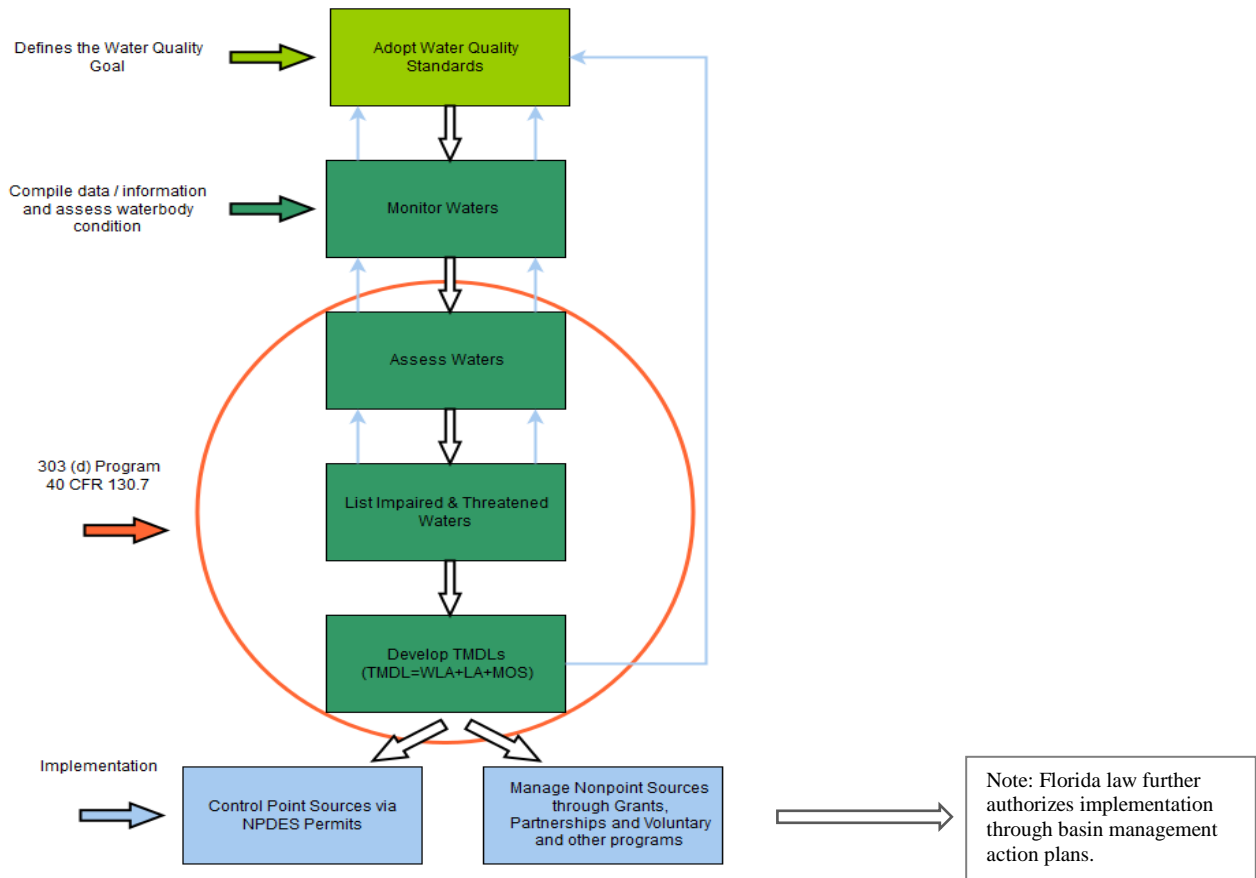 Defines the Water Quality
Goal
Adopt Water Quality
Standards
Compile data / information
and assess waterbody
condition
Monitor Waters
Assess Waters
303 (d) Program
40 CFR 130.7
List Impaired & Threatened
Waters
Develop TMDLs
(TMDL=WLA+LA+MOS)
Implementation
Control Point Sources via
NPDES Permits
Manage Nonpoint Sources
through Grants,
Partnerships and Voluntary
and other programs
Note: Florida law further
authorizes implementation
through basin management
action plans.